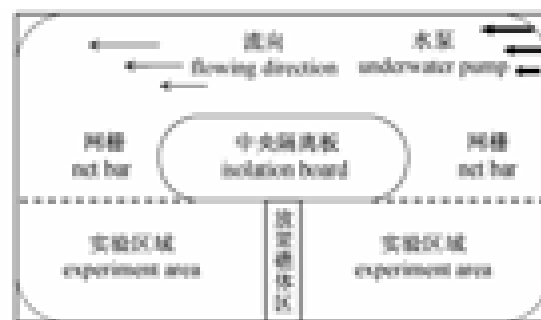 流向
flowing direction
水泵
underwater pump
网栅
net bar
中央隔离板
isolation board
网栅
net bar
实验区域
experiment area
实验区域
experiment area